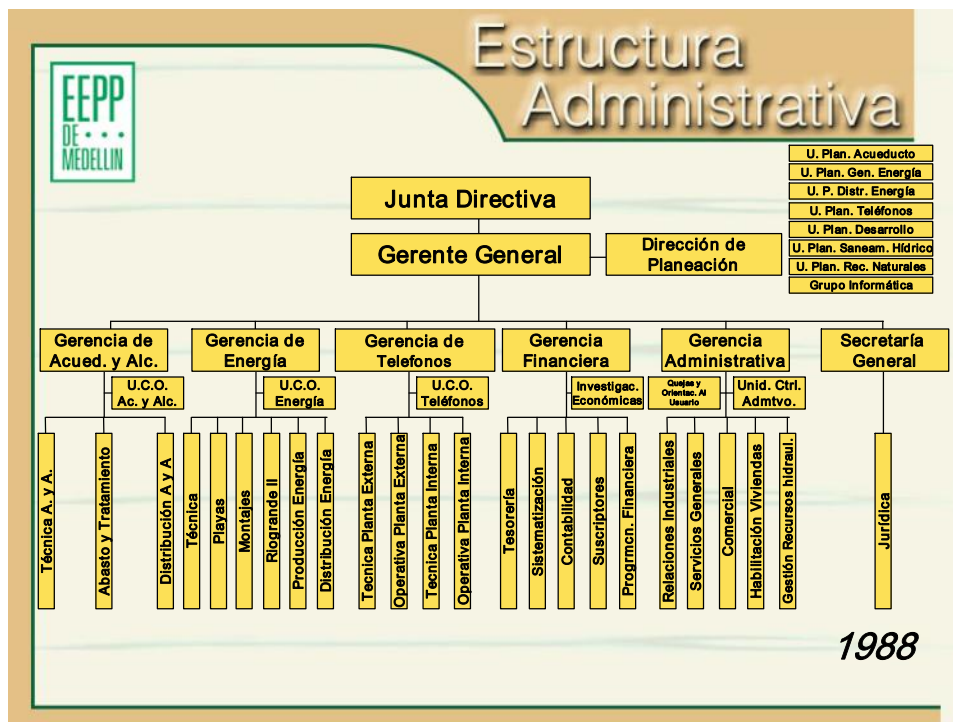 Estructura
Administrativa
EEPP
DE
MEDELLIN
U. Plan. Acueducto
U. Plan. Gen. Energía
U. P. Distr. Energía
U. Plan. Teléfonos
U. Plan. Desarrollo
U. Plan. Saneam. Hídrico
U. Plan. Rec. Naturales
Grupo Informática
Junta Directiva
Gerente General
Dirección de
Planeación
Gerencia de
Acued. y Alc.
Gerencia de
Energía
Gerencia de
Telefonos
Gerencia
Financiera
Gerencia
Administrativa
Secretaría
General
U.C.O.
Ac. y Alc.
U.C.O.
Energía
U.C.O.
Teléfonos
Investigac.
Económicas
Quejas y
Orientac. Al
Usuario
Unid. Ctrl.
Admtvo.
Técnica A. y A.
Abasto y Tratamiento
Distribución A y A
Técnica
Playas
Montajes
Riogrande II
Producción Energía
Distribución Energía
Tecnica Planta Externa
Operativa Planta Externa
Tecnica Planta Interna
Operativa Planta Interna
Tesorería
Sistematización
Contabilidad
Suscriptores
Progrmcn. Financiera
Relaciones Industriales
Servicios Generales
Comercial
Habilitación Viviendas
Gestión Recursos hidraul.
Jurídica
1988